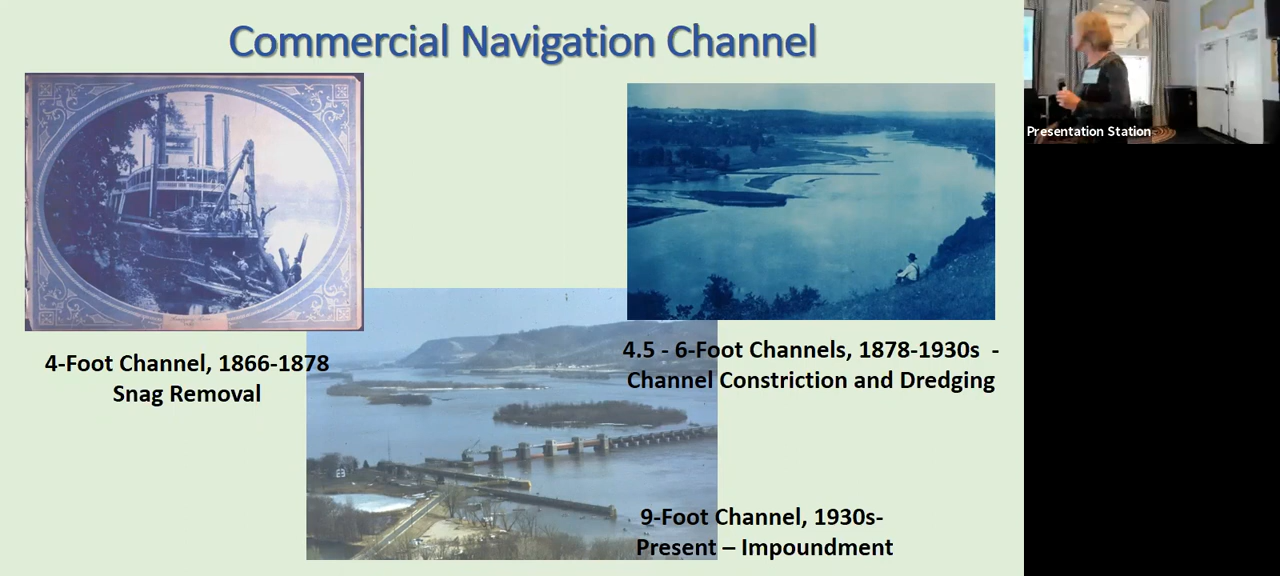 Commercial Navigation Channel
Presentation Station
4-Foot Channel, 1866-1878
Snag Removal
4.5 - 6-Foot Channels, 1878-1930s -
Channel Constriction and Dredging
9-Foot Channel, 1930s-
Present – Impoundment